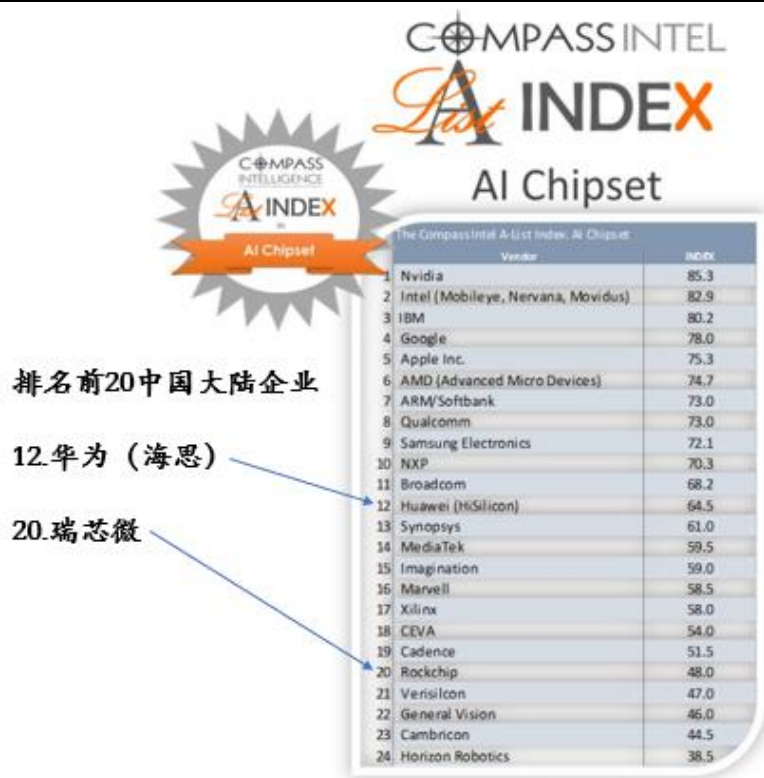 COMPASS INTEL
A List INDEX
AI Chipset
COMPASS
INTELLIGENCE
A List INDEX
in
AI Chipset
The Compass Intel A-List Index: AI Chipset
Vendor INDEX
1 Nvidia 85.3
2 Intel (Mobileye, Nervana, Movidus) 82.9
3 IBM 80.2
4 Google 78.0
5 Apple Inc. 75.3
6 AMD (Advanced Micro Devices) 74.7
7 ARM/Softbank 73.0
8 Qualcomm 73.0
9 Samsung Electronics 72.1
10 NXP 70.3
11 Broadcom 68.2
12 Huawei (HiSilicon) 64.5
13 Synopsys 61.0
14 MediaTek 59.5
15 Imagination 59.0
16 Marvell 58.5
17 Xilinx 58.0
18 CEVA 54.0
19 Cadence 51.5
20 Rockchip 48.0
21 Verisilcon 47.0
22 General Vision 46.0
23 Cambricon 44.5
24 Horizon Robotics 38.5
排名前20中国大陆企业
12.华为（海思）
20.瑞芯微